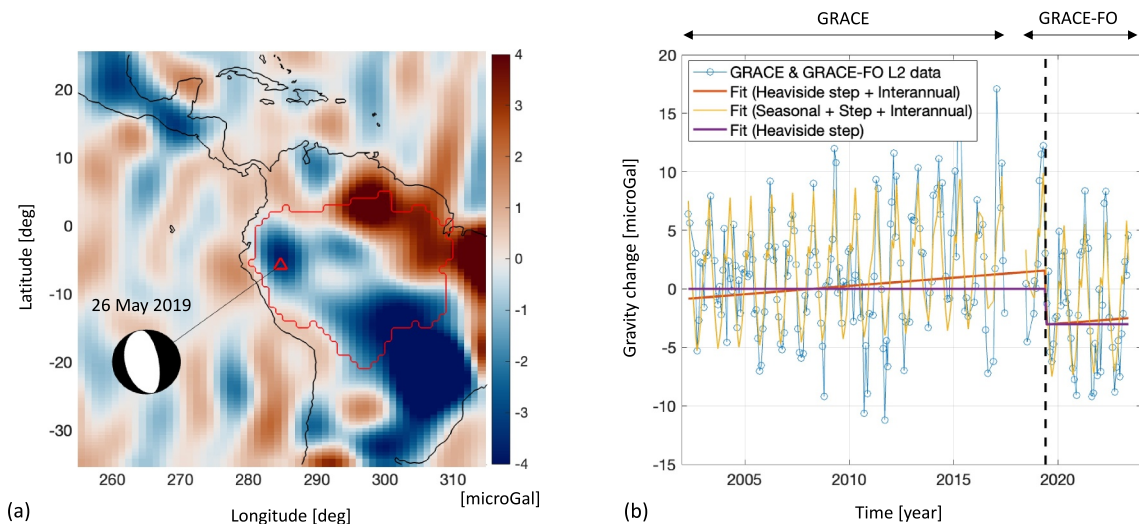 GRACE
GRACE-FO
4
3
2
1
0
-1
-2
-3
-4
20
10
0
-10
-20
-30
Latitude [deg]
26 May 2019
260
270
280
290
300
310
[microGal]
(a)
Longitude [deg]
GRACE & GRACE-FO L2 data
Fit (Heaviside step + Interannual)
Fit (Seasonal + Step + Interannual)
Fit (Heaviside step)
20
15
10
5
0
-5
-10
-15
Gravity change [microGal]
2005
2010
2015
2020
(b)
Time [year]